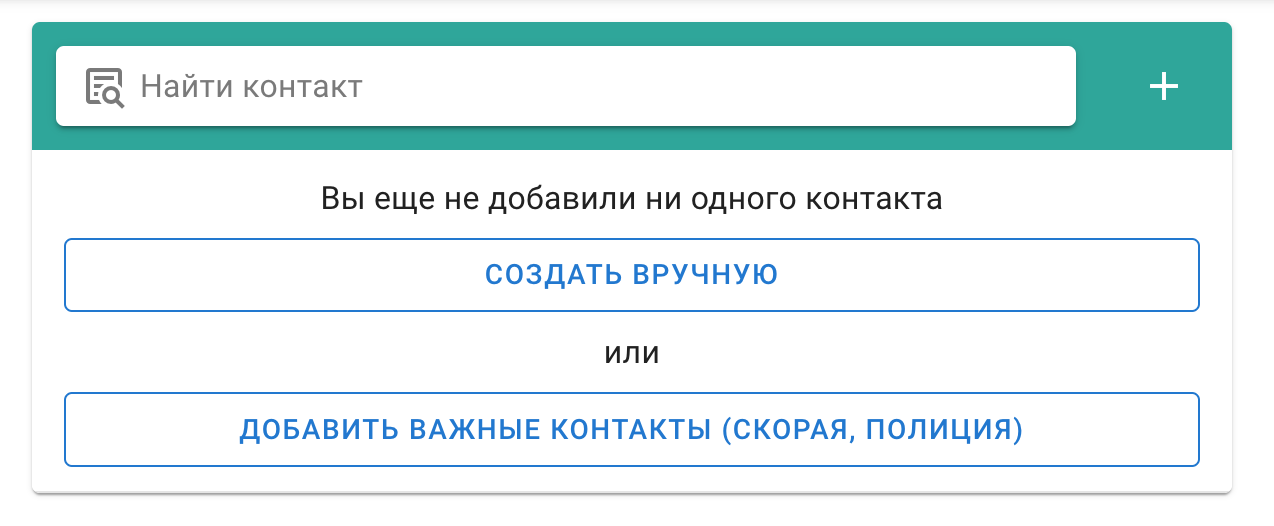 Найти контакт
Вы еще не добавили ни одного контакта
СОЗДАТЬ ВРУЧНУЮ
или
ДОБАВИТЬ ВАЖНЫЕ КОНТАКТЫ (СКОРАЯ, ПОЛИЦИЯ)